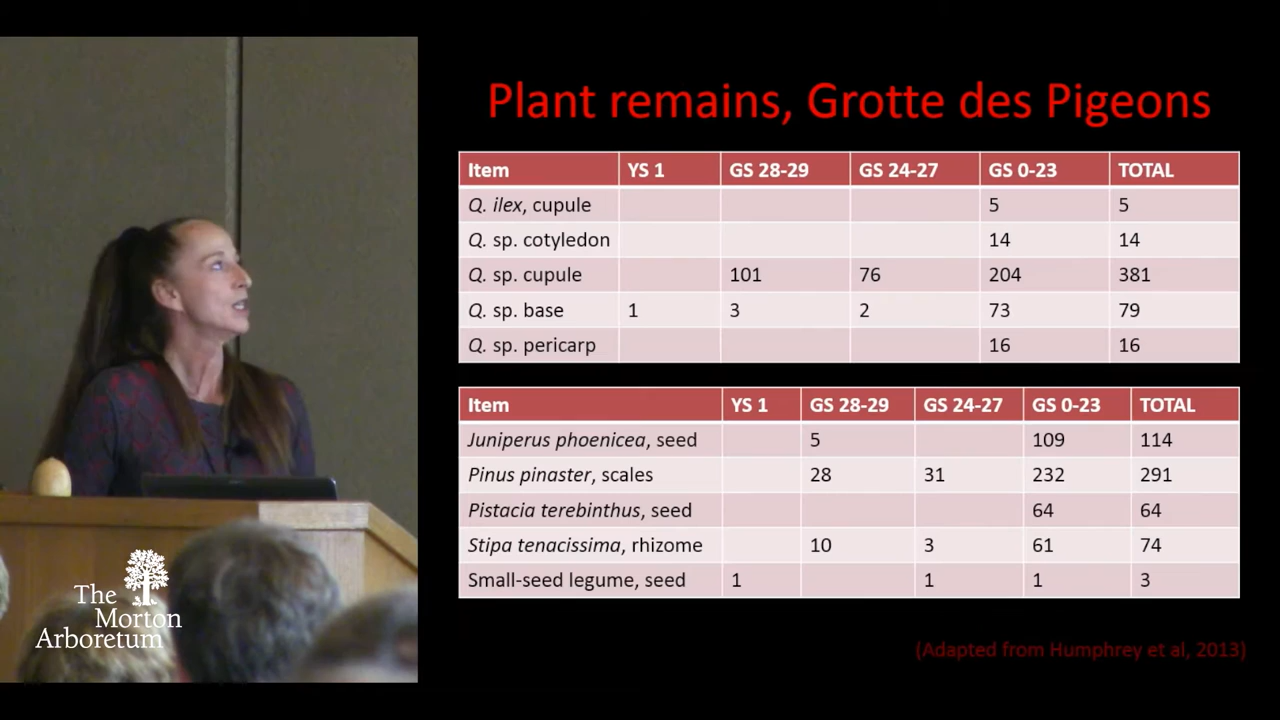 Plant remains, Grotte des Pigeons
Item YS 1 GS 28-29 GS 24-27 GS 0-23 TOTAL
Q. ilex, cupule 5 5
Q. sp. cotyledon 14 14
Q. sp. cupule 101 76 204 381
Q. sp. base 1 3 2 73 79
Q. sp. pericarp 16 16
Item YS 1 GS 28-29 GS 24-27 GS 0-23 TOTAL
Juniperus phoenicea, seed 5 109 114
Pinus pinaster, scales 28 31 232 291
Pistacia terebinthus, seed 64 64
Stipa tenacissima, rhizome 10 3 61 74
Small-seed legume, seed 1 1 1 3
(Adapted from Humphrey et al, 2013)
The
Morton
Arboretum